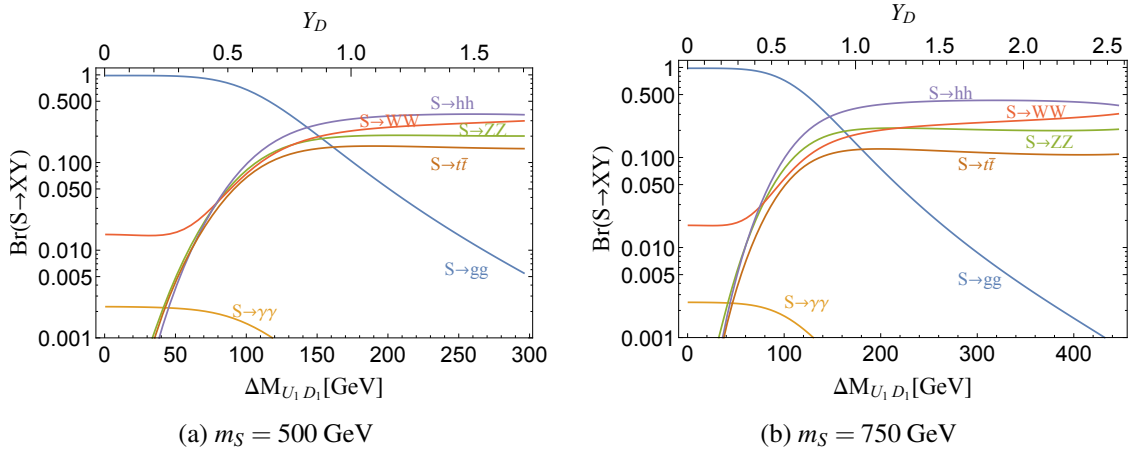 Y_D
0 0.5 1.0 1.5
1
0.500
0.100
0.050
0.010
0.005
0.001
Br(S→XY)
S→hh
S→WW
S→ZZ
S→tt̄
S→gg
S→γγ
0 50 100 150 200 250 300
ΔM_{U_1 D_1}[GeV]
(a) m_S = 500 GeV
Y_D
0 0.5 1.0 1.5 2.0 2.5
1
0.500
0.100
0.050
0.010
0.005
0.001
Br(S→XY)
S→hh
S→WW
S→ZZ
S→tt̄
S→gg
S→γγ
0 100 200 300 400
ΔM_{U_1 D_1}[GeV]
(b) m_S = 750 GeV